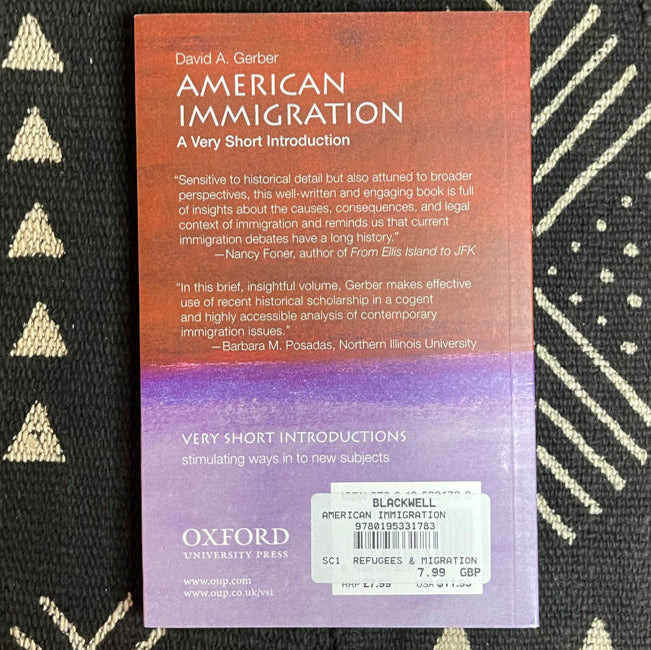 David A. Gerber
AMERICAN
IMMIGRATION
A Very Short Introduction
“Sensitive to historical detail but also attuned to broader
perspectives, this well-written and engaging book is full
of insights about the causes, consequences, and legal
context of immigration and reminds us that current
immigration debates have a long history.”
—Nancy Foner, author of From Ellis Island to JFK
“In this brief, insightful volume, Gerber makes effective
use of recent historical scholarship in a cogent
and highly accessible analysis of contemporary
immigration issues.”
—Barbara M. Posadas, Northern Illinois University
VERY SHORT INTRODUCTIONS
stimulating ways in to new subjects
BLACKWELL
AMERICAN IMMIGRATION
9780195331783
SC1 REFUGEES & MIGRATION
7.99 GBP
RRP £7.99 USA $11.95
OXFORD
UNIVERSITY PRESS
www.oup.com
www.oup.co.uk/vsi